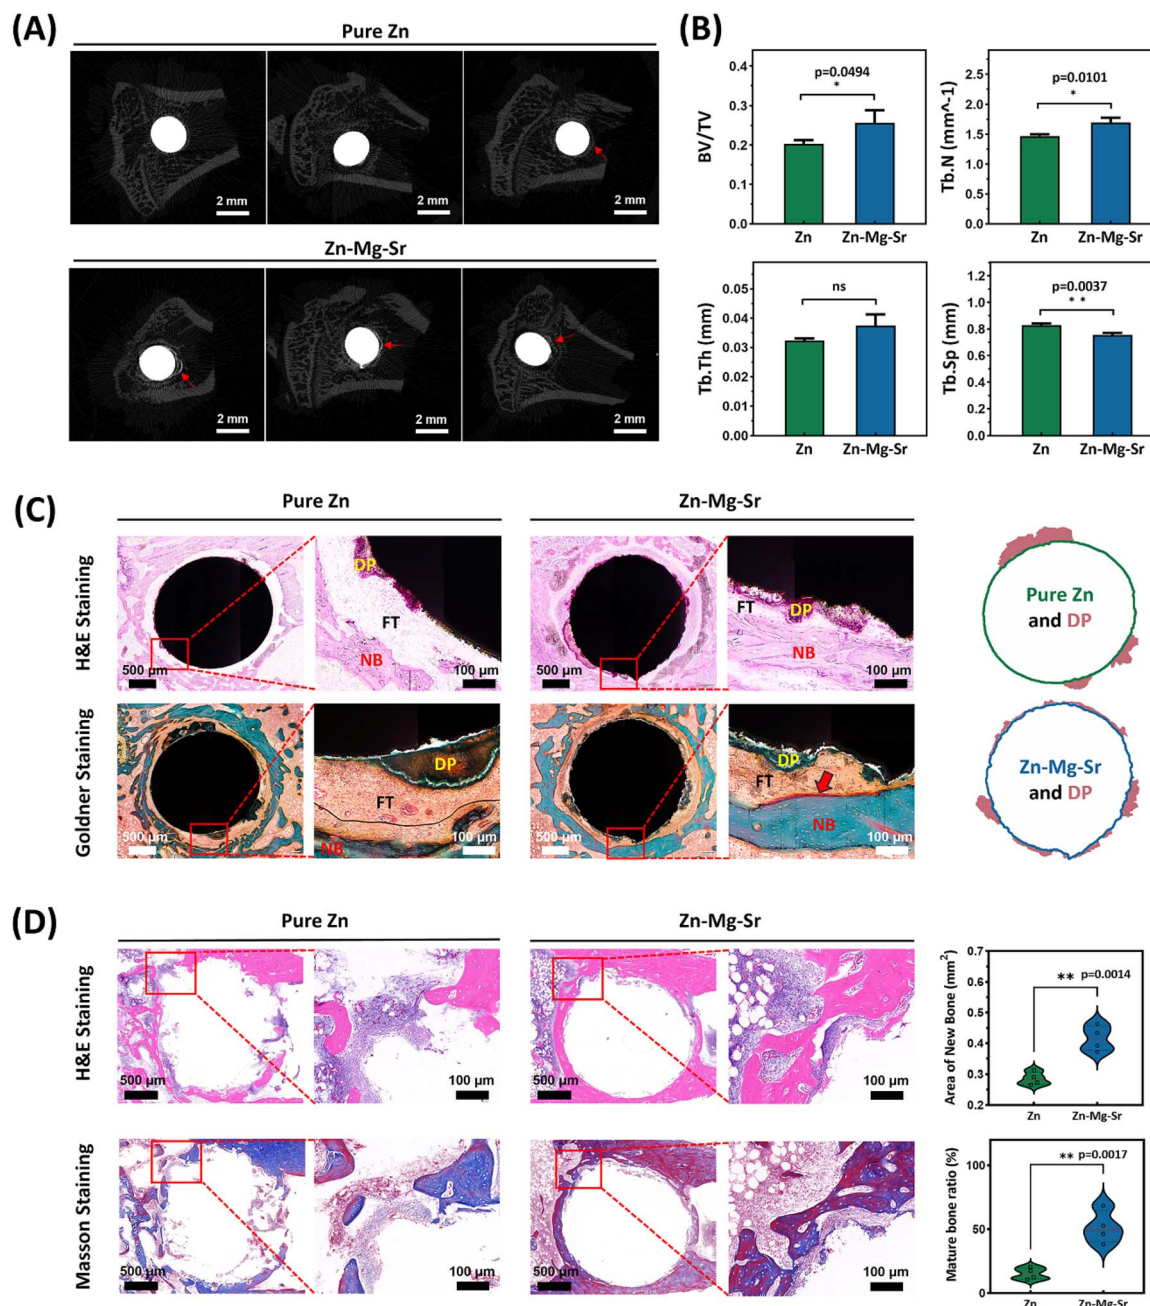 (A)
Pure Zn
2 mm
2 mm
2 mm
Zn-Mg-Sr
2 mm
2 mm
2 mm
(B)
BV/TV
0.4
0.3
0.2
0.1
0.0
p=0.0494
*
Zn
Zn-Mg-Sr
Tb.N (mm^-1)
2.5
2.0
1.5
1.0
0.5
0.0
p=0.0101
*
Zn
Zn-Mg-Sr
Tb.Th (mm)
0.05
0.04
0.03
0.02
0.01
0.00
ns
Zn
Zn-Mg-Sr
Tb.Sp (mm)
1.2
1.0
0.8
0.6
0.4
0.2
0.0
p=0.0037
**
Zn
Zn-Mg-Sr
(C)
Pure Zn
Zn-Mg-Sr
H&E Staining
500 μm
DP
FT
NB
100 μm
500 μm
FT
DP
NB
100 μm
Pure Zn
and DP
Goldner Staining
500 μm
DP
FT
NB
100 μm
500 μm
DP
FT
NB
100 μm
Zn-Mg-Sr
and DP
(D)
Pure Zn
Zn-Mg-Sr
H&E Staining
500 μm
100 μm
500 μm
100 μm
Area of New Bone (mm²)
0.7
0.6
0.5
0.4
0.3
0.2
** p=0.0014
Zn
Zn-Mg-Sr
Masson Staining
500 μm
100 μm
500 μm
100 μm
Mature bone ratio (%)
100
50
0
** p=0.0017
Zn
Zn-Mg-Sr